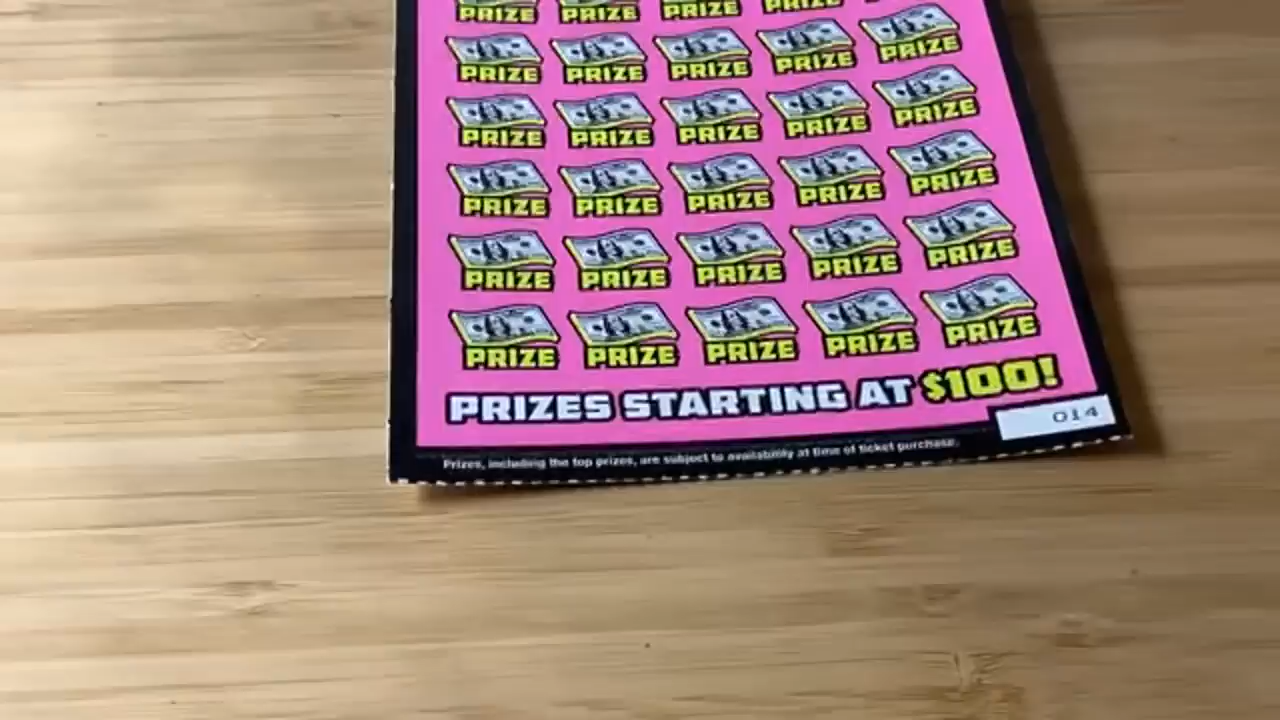 PRIZE PRIZE PRIZE PRIZE
PRIZE PRIZE PRIZE PRIZE PRIZE
PRIZE PRIZE PRIZE PRIZE PRIZE
PRIZE PRIZE PRIZE PRIZE PRIZE
PRIZE PRIZE PRIZE PRIZE PRIZE
PRIZE PRIZE PRIZE PRIZE PRIZE
PRIZES STARTING AT $100!
014
Prizes, including the top prizes, are subject to availability at time of ticket purchase.